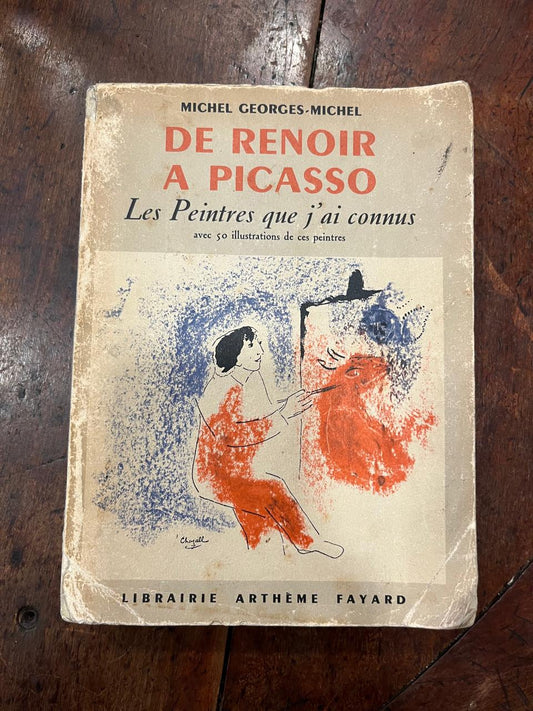 MICHEL GEORGES-MICHEL
DE RENOIR
A PICASSO
Les Peintres que j'ai connus
avec 50 illustrations de ces peintres
Chagall
LIBRAIRIE ARTHÈME FAYARD